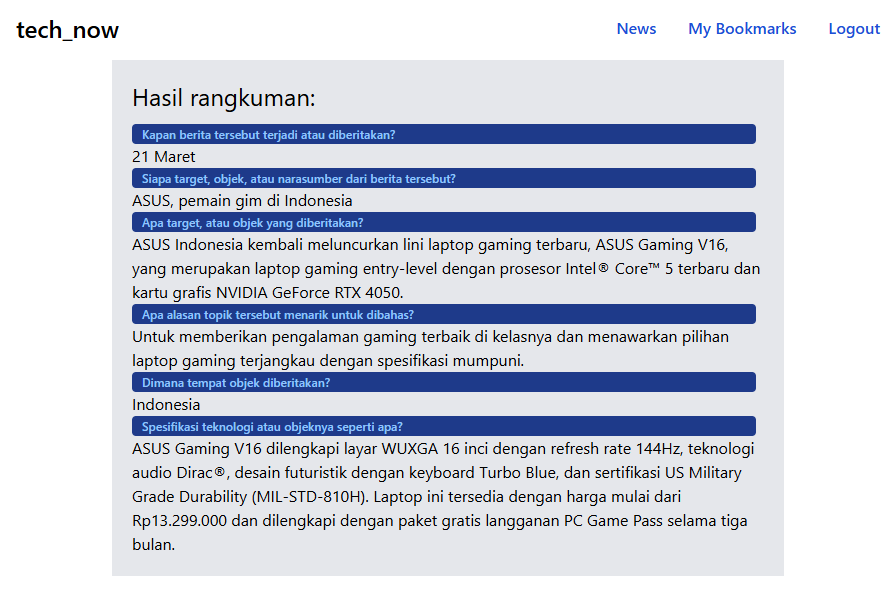 tech_now
News
My Bookmarks
Logout
Hasil rangkuman:
Kapan berita tersebut terjadi atau diberitakan?
21 Maret
Siapa target, objek, atau narasumber dari berita tersebut?
ASUS, pemain gim di Indonesia
Apa target, atau objek yang diberitakan?
ASUS Indonesia kembali meluncurkan lini laptop gaming terbaru, ASUS Gaming V16,
yang merupakan laptop gaming entry-level dengan prosesor Intel® Core™ 5 terbaru dan
kartu grafis NVIDIA GeForce RTX 4050.
Apa alasan topik tersebut menarik untuk dibahas?
Untuk memberikan pengalaman gaming terbaik di kelasnya dan menawarkan pilihan
laptop gaming terjangkau dengan spesifikasi mumpuni.
Dimana tempat objek diberitakan?
Indonesia
Spesifikasi teknologi atau objeknya seperti apa?
ASUS Gaming V16 dilengkapi layar WUXGA 16 inci dengan refresh rate 144Hz, teknologi
audio Dirac®, desain futuristik dengan keyboard Turbo Blue, dan sertifikasi US Military
Grade Durability (MIL-STD-810H). Laptop ini tersedia dengan harga mulai dari
Rp13.299.000 dan dilengkapi dengan paket gratis langganan PC Game Pass selama tiga
bulan.